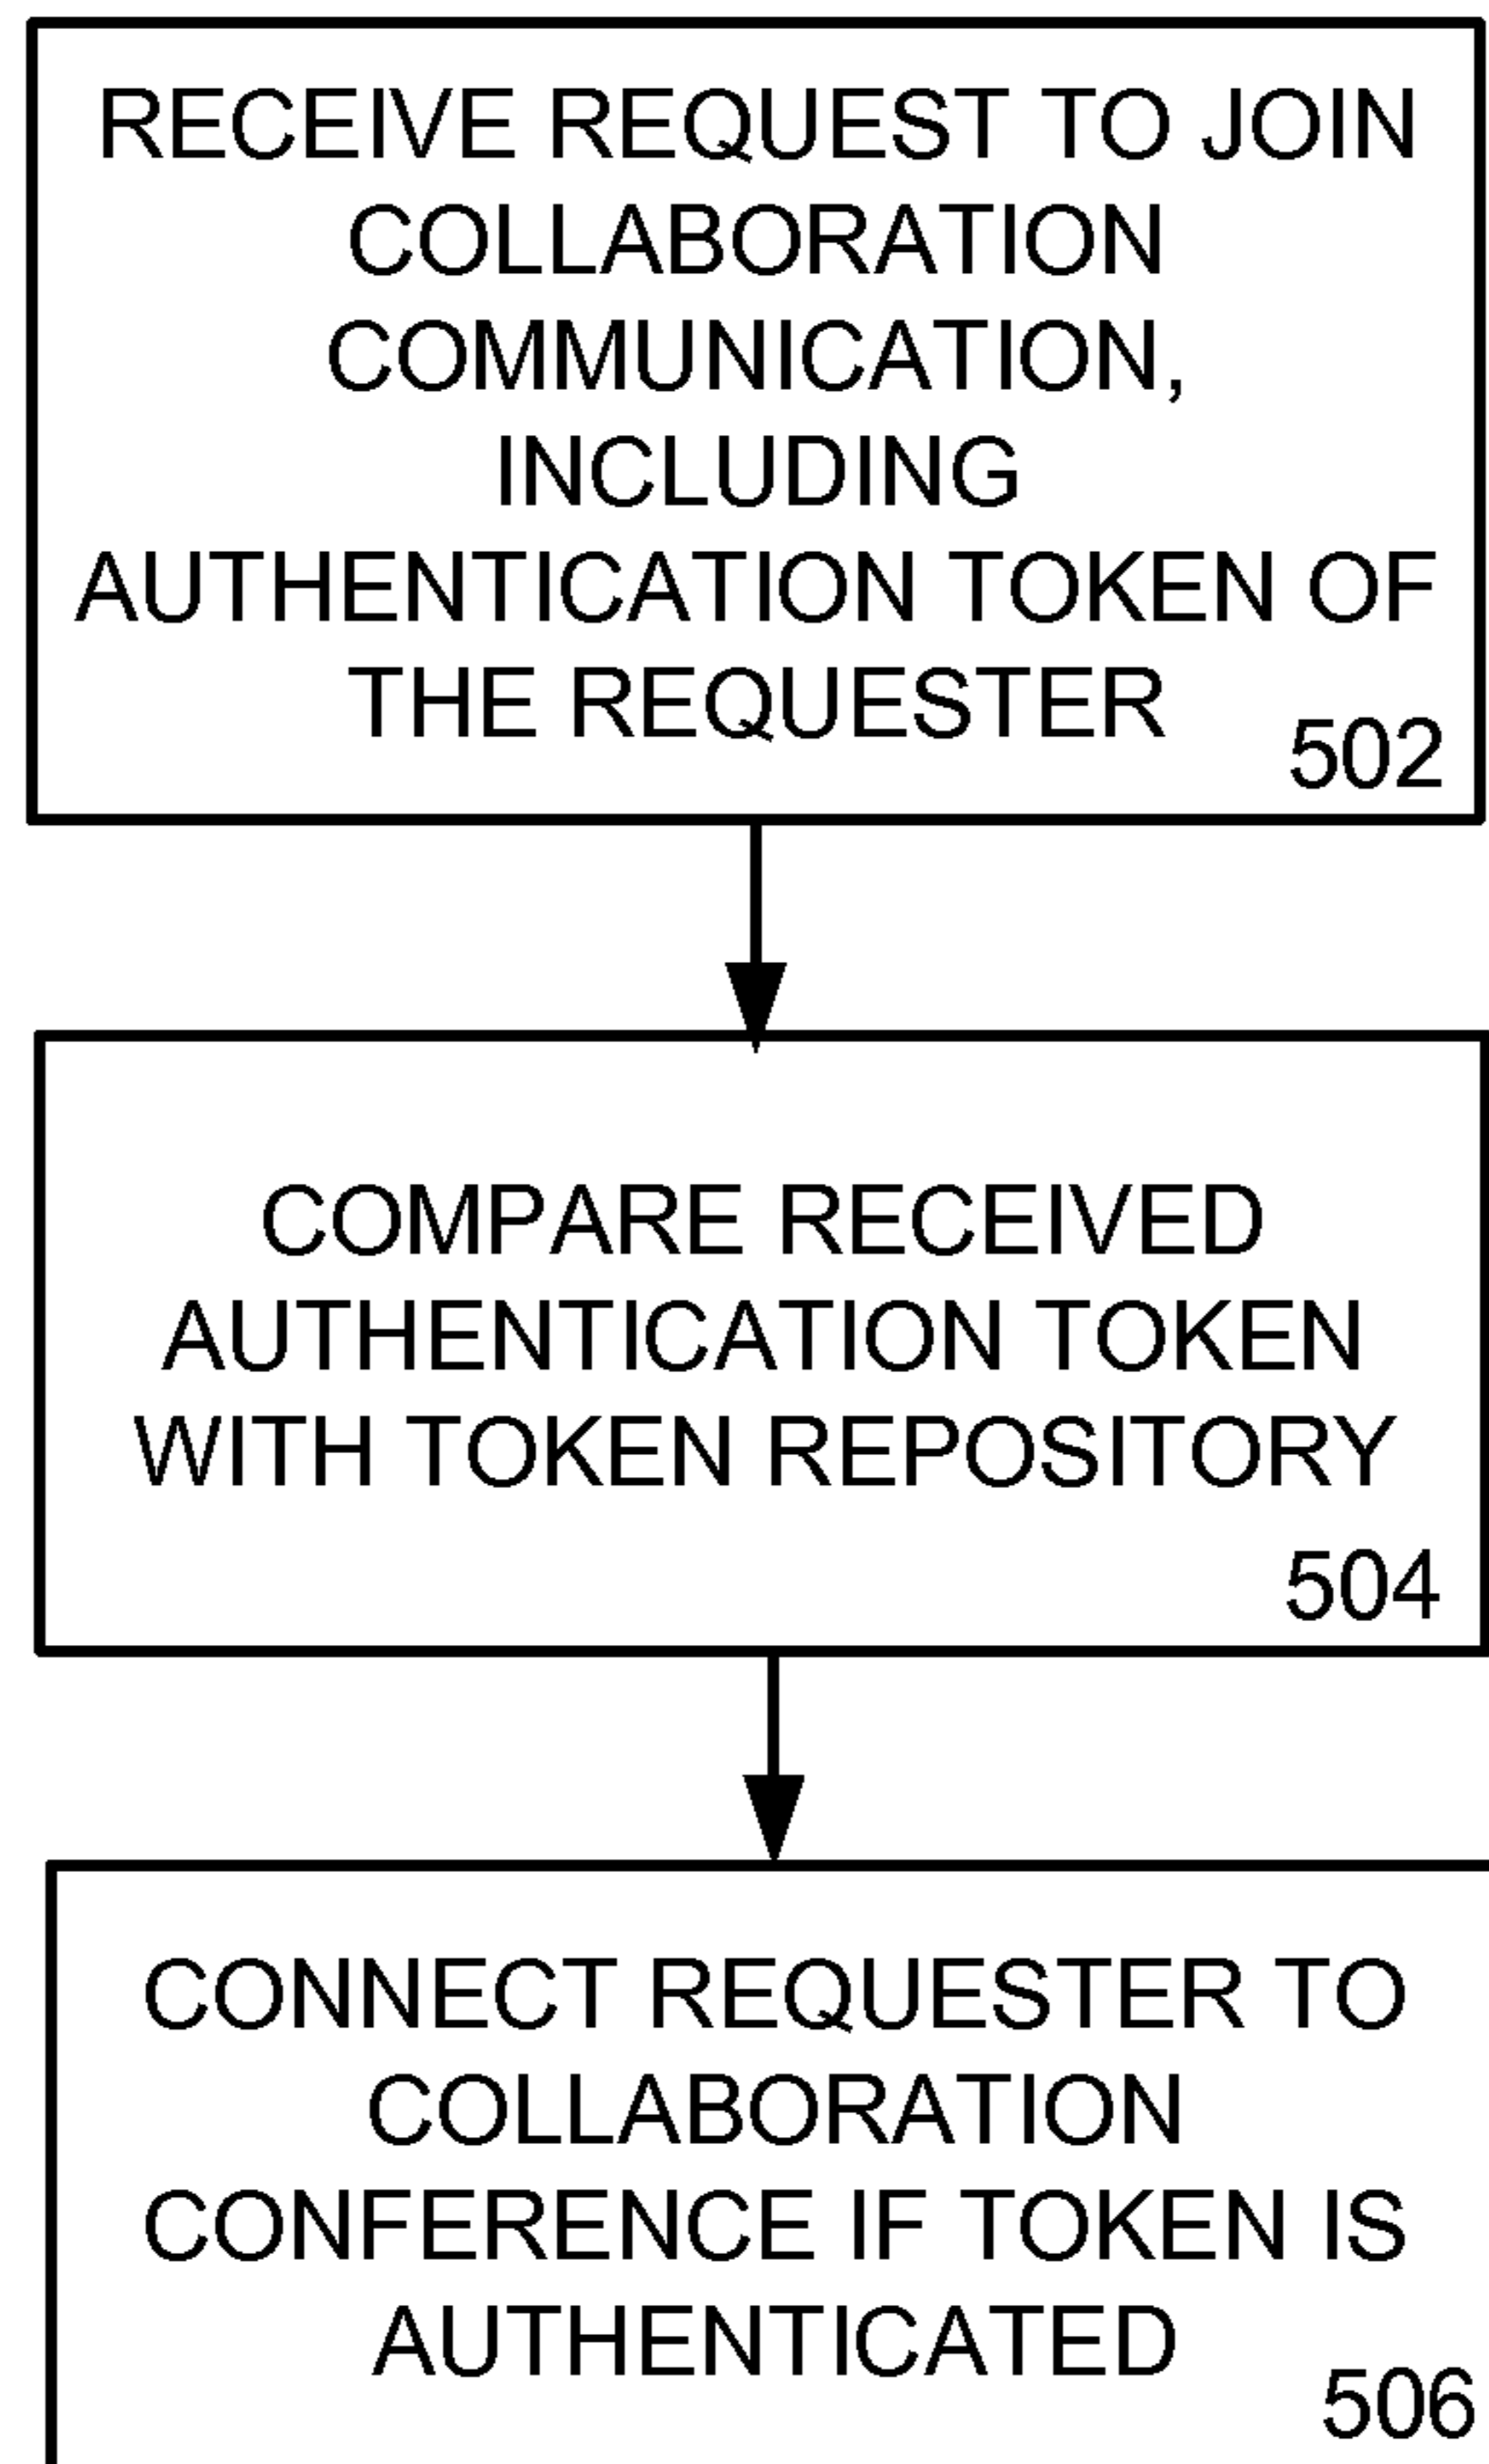 RECEIVE REQUEST TO JOIN
COLLABORATION
COMMUNICATION,
INCLUDING
AUTHENTICATION TOKEN OF
THE REQUESTER
502
COMPARE RECEIVED
AUTHENTICATION TOKEN
WITH TOKEN REPOSITORY
504
CONNECT REQUESTER TO
COLLABORATION
CONFERENCE IF TOKEN IS
AUTHENTICATED
506